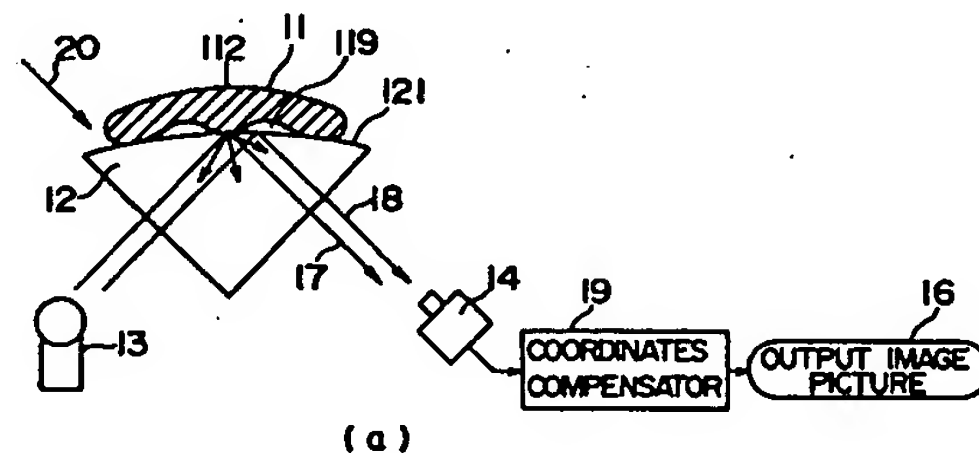 20
112
11
119
121
12
18
17
14
13
19
16
COORDINATES
COMPENSATOR
OUTPUT IMAGE
PICTURE
(a)